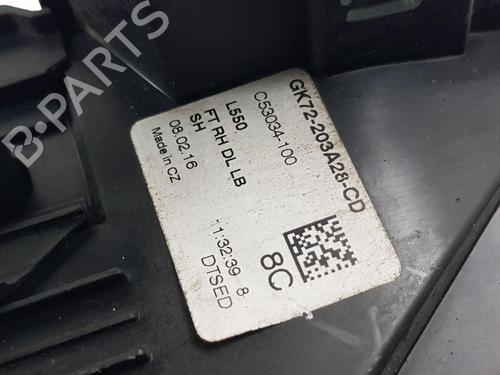 GK72-203A28-CD
C53034-100
L550
FT RH DL LB
SH
08.02.16
Made in CZ
8C
11:32:39 8
DTSED